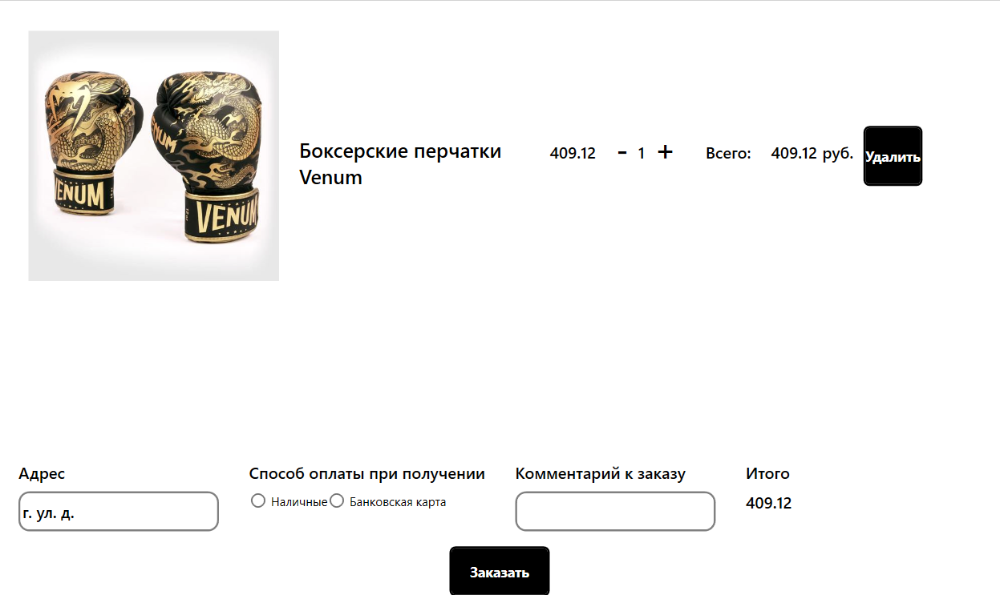 VENUM
VENUM
Боксерские перчатки
Venum
409.12 - 1 + Всего: 409.12 руб. Удалить
Адрес Способ оплаты при получении Комментарий к заказу Итого
г. ул. д. Наличные Банковская карта 409.12
Заказать